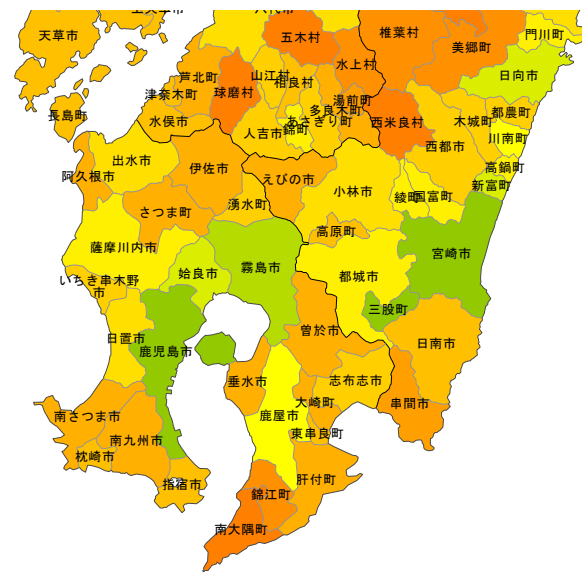 八代市
天草市
五木村
椎葉村
門川町
美郷町
水上村
日向市
芦北町
山江村
相良村
津奈木町
球磨村
湯前町
多良木町
長島町
水俣市
人吉市
錦町
あさぎり町
西米良村
木城町
都農町
川南町
西都市
出水市
伊佐市
高鍋町
阿久根市
えびの市
新富町
小林市
綾町
国富町
さつま町
湧水町
高原町
薩摩川内市
宮崎市
霧島市
姶良市
都城市
いちき串木野
市
三股町
曽於市
日置市
鹿児島市
日南市
垂水市
志布志市
大崎町
串間市
南さつま市
鹿屋市
南九州市
東串良町
枕崎市
指宿市
肝付町
錦江町
南大隅町